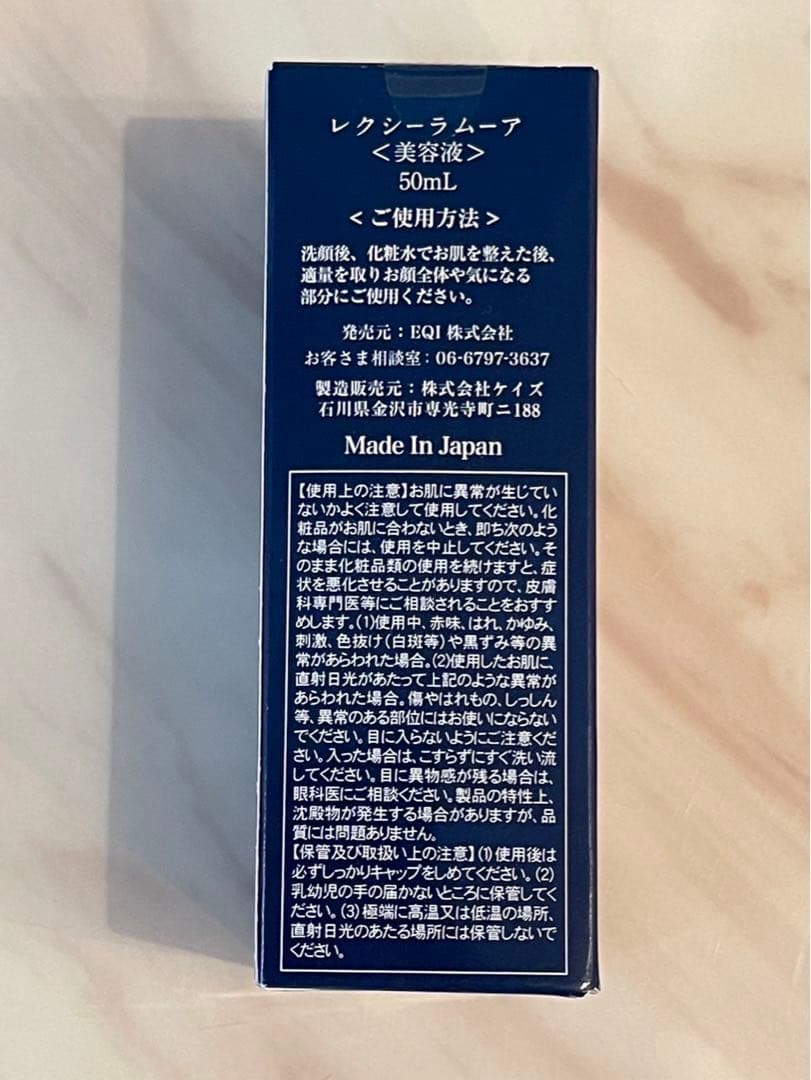 レクシーラムーア
＜美容液＞
50mL
＜ご使用方法＞
洗顔後、化粧水でお肌を整えた後、
適量を取りお顔全体や気になる
部分にご使用ください。
発売元：EQI 株式会社
お客さま相談室：06-6797-3637
製造販売元：株式会社ケイズ
石川県金沢市専光寺町ニ188
Made In Japan
【使用上の注意】お肌に異常が生じてい
ないかよく注意して使用してください。化
粧品がお肌に合わないとき、即ち次のよう
な場合には、使用を中止してください。そ
のまま化粧品類の使用を続けますと、症
状を悪化させることがありますので、皮膚
科専門医等にご相談されることをおすす
めします。(1)使用中、赤味、はれ、かゆみ、
刺激、色抜け（白斑等）や黒ずみ等の異
常があらわれた場合。(2)使用したお肌に、
直射日光があたって上記のような異常が
あらわれた場合。傷やはれもの、しっしん
等、異常のある部位にはお使いにならない
でください。目に入らないようにご注意くだ
さい。入った場合は、こすらずにすぐ洗い流
してください。目に異物感が残る場合は、
眼科医にご相談ください。製品の特性上、
沈殿物が発生する場合がありますが、品
質には問題ありません。
【保管及び取扱い上の注意】(1)使用後は
必ずしっかりキャップをしめてください。(2)
乳幼児の手の届かないところに保管してく
ださい。(3)極端に高温又は低温の場所、
直射日光のあたる場所には保管しないで
ください。